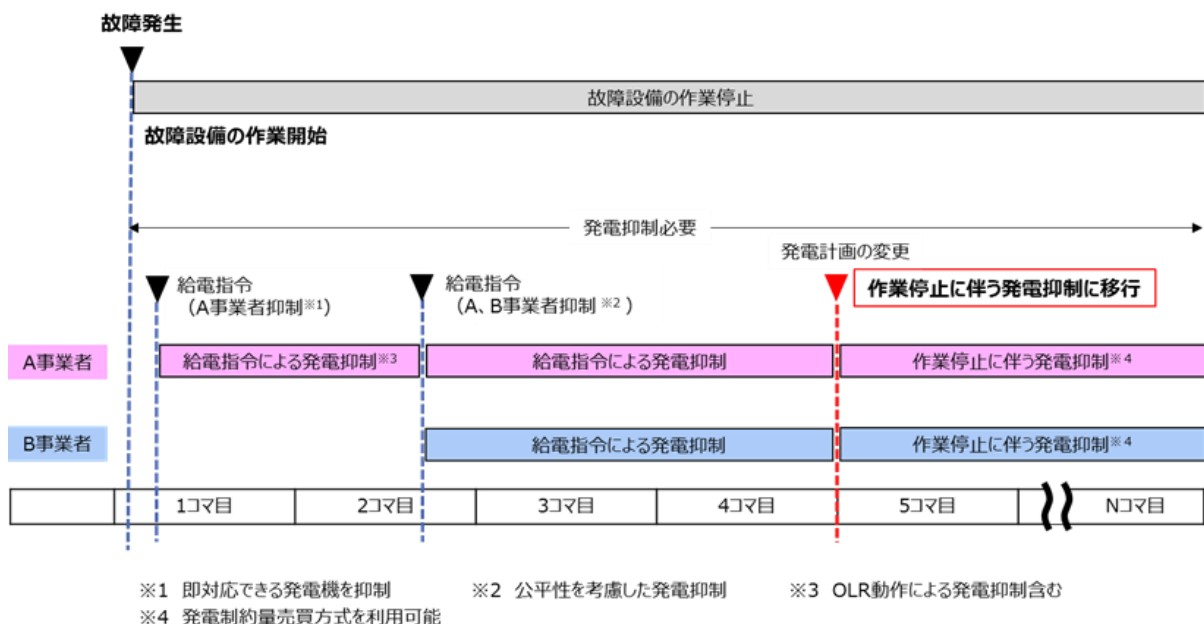 故障発生
故障設備の作業停止
故障設備の作業開始
発電抑制必要
発電計画の変更
給電指令
（A事業者抑制※1）
給電指令
（A、B事業者抑制 ※2 ）
作業停止に伴う発電抑制に移行
A事業者
給電指令による発電抑制※3
給電指令による発電抑制
作業停止に伴う発電抑制※4
B事業者
給電指令による発電抑制
作業停止に伴う発電抑制※4
1コマ目 2コマ目 3コマ目 4コマ目 5コマ目 Nコマ目
※1 即対応できる発電機を抑制 ※2 公平性を考慮した発電抑制 ※3 OLR動作による発電抑制含む
※4 発電制約量売買方式を利用可能